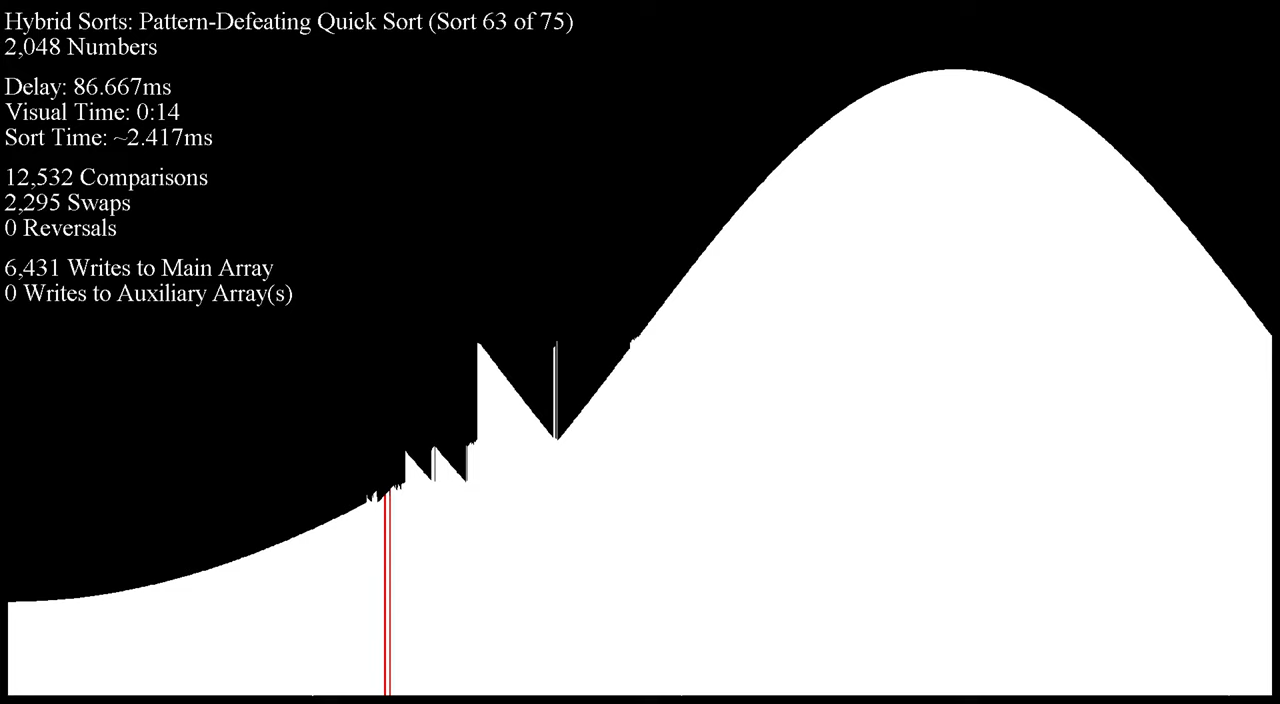 Hybrid Sorts: Pattern-Defeating Quick Sort (Sort 63 of 75)
2,048 Numbers
Delay: 86.667ms
Visual Time: 0:14
Sort Time: ~2.417ms
12,532 Comparisons
2,295 Swaps
0 Reversals
6,431 Writes to Main Array
0 Writes to Auxiliary Array(s)